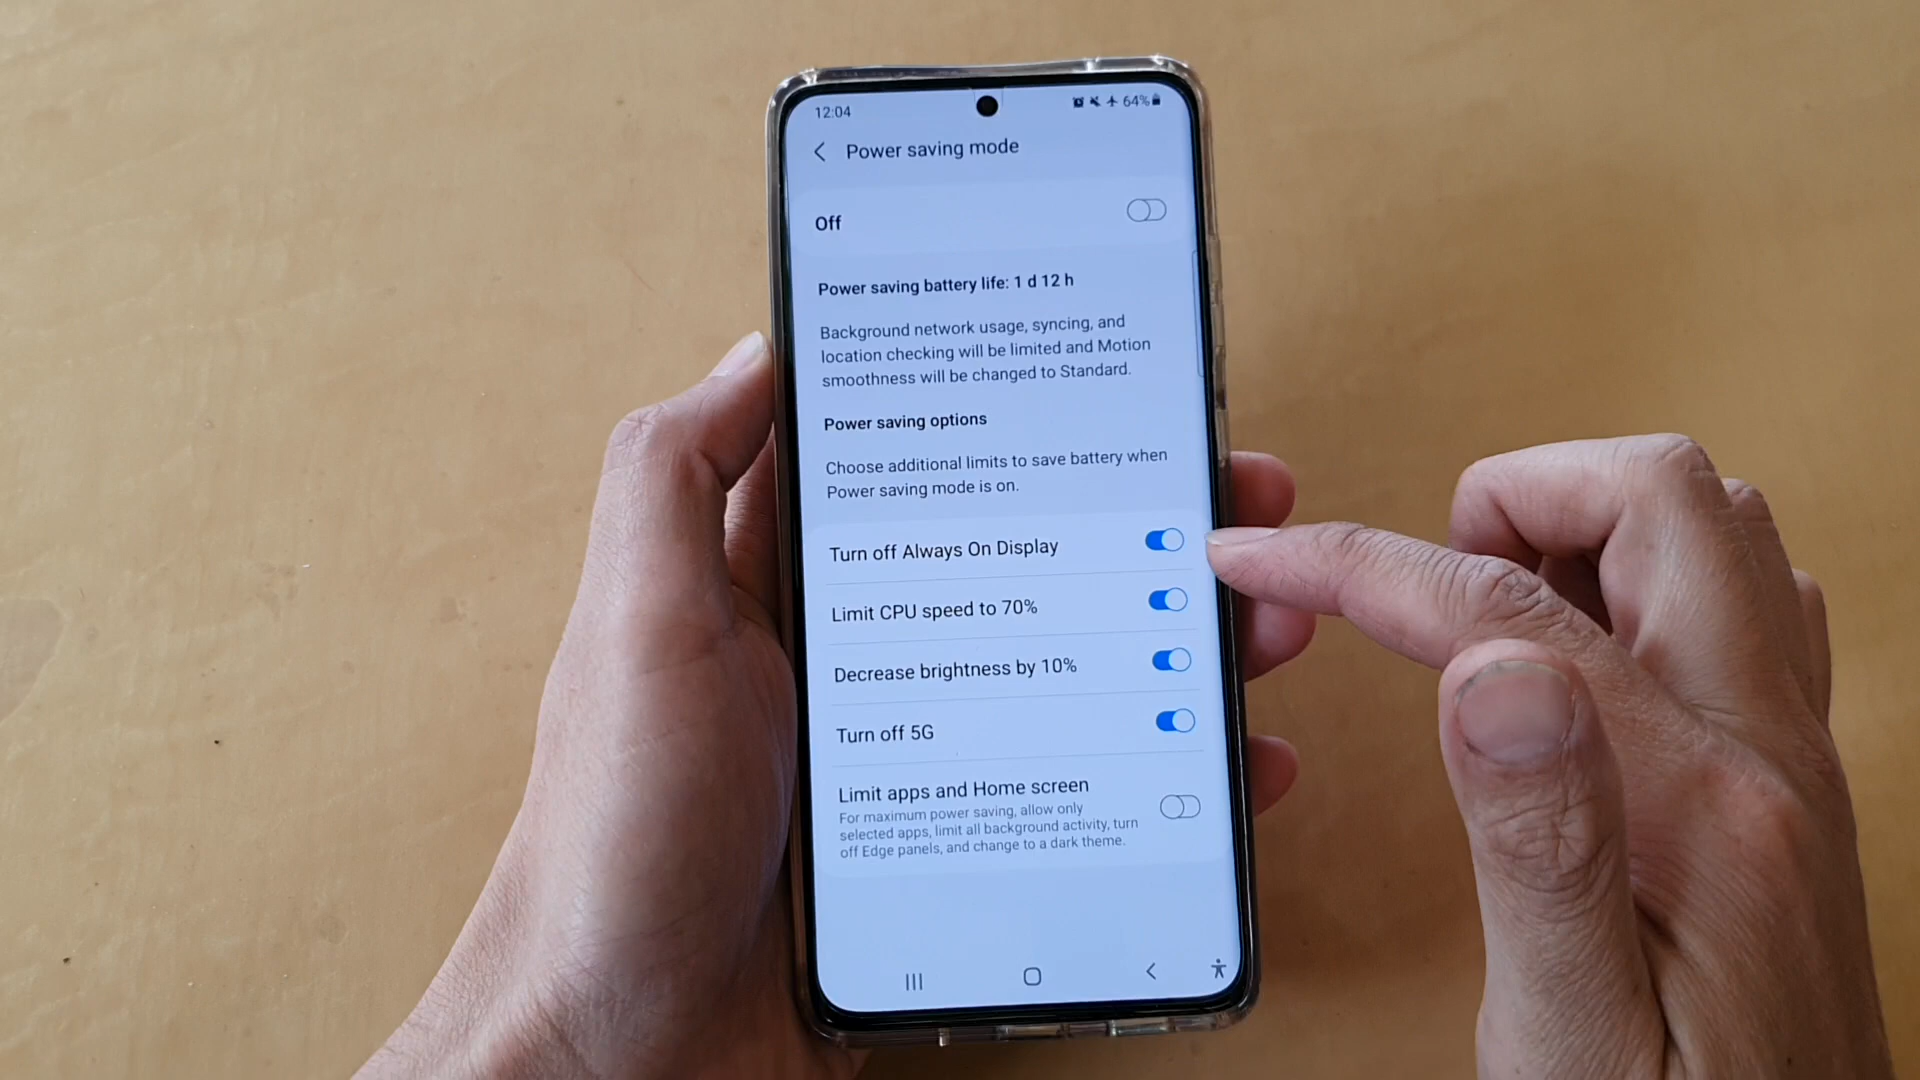 12:04
64%
Power saving mode
Off
Power saving battery life: 1 d 12 h
Background network usage, syncing, and
location checking will be limited and Motion
smoothness will be changed to Standard.
Power saving options
Choose additional limits to save battery when
Power saving mode is on.
Turn off Always On Display
Limit CPU speed to 70%
Decrease brightness by 10%
Turn off 5G
Limit apps and Home screen
For maximum power saving, allow only
selected apps, limit all background activity, turn
off Edge panels, and change to a dark theme.